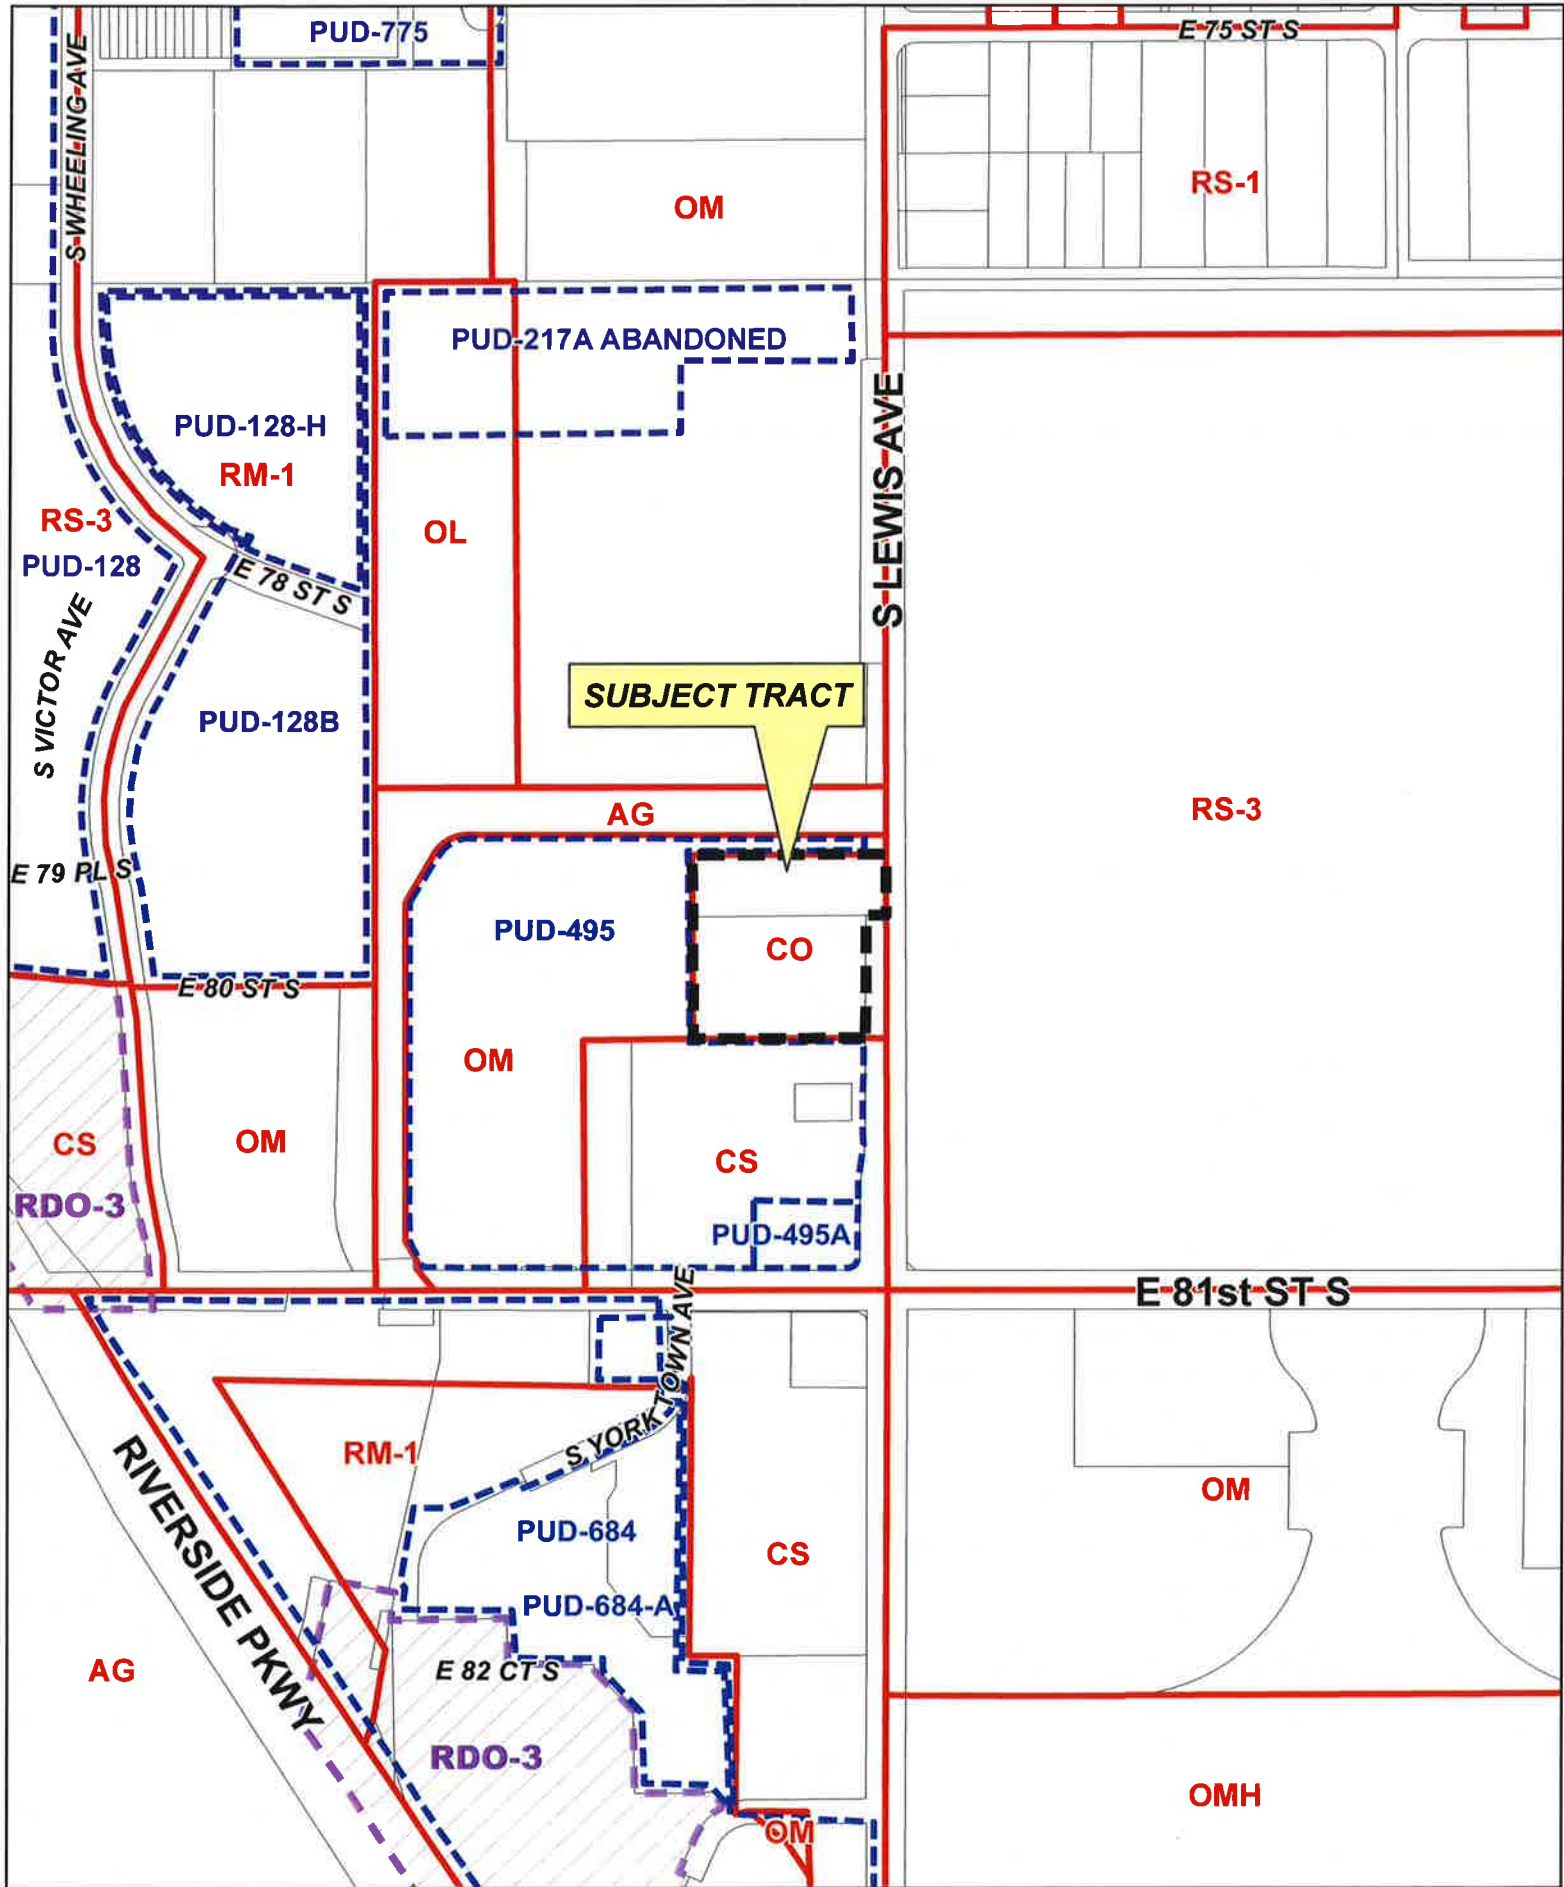 PUD-775
E 75 ST S
S WHEELING AVE
RS-1
OM
PUD-217A ABANDONED
PUD-128-H
RM-1
RS-3
OL
PUD-128
E 78 ST S
S LEWIS AVE
S VICTOR AVE
SUBJECT TRACT
PUD-128B
RS-3
AG
E 79 PL S
PUD-495
CO
E 80 ST S
OM
CS
OM
CS
RDO-3
PUD-495A
E 81st ST S
S YORKTOWN AVE
RM-1
RIVERSIDE PKWY
OM
PUD-684
CS
PUD-684-A
AG
E 82 CT S
RDO-3
OMH
OM